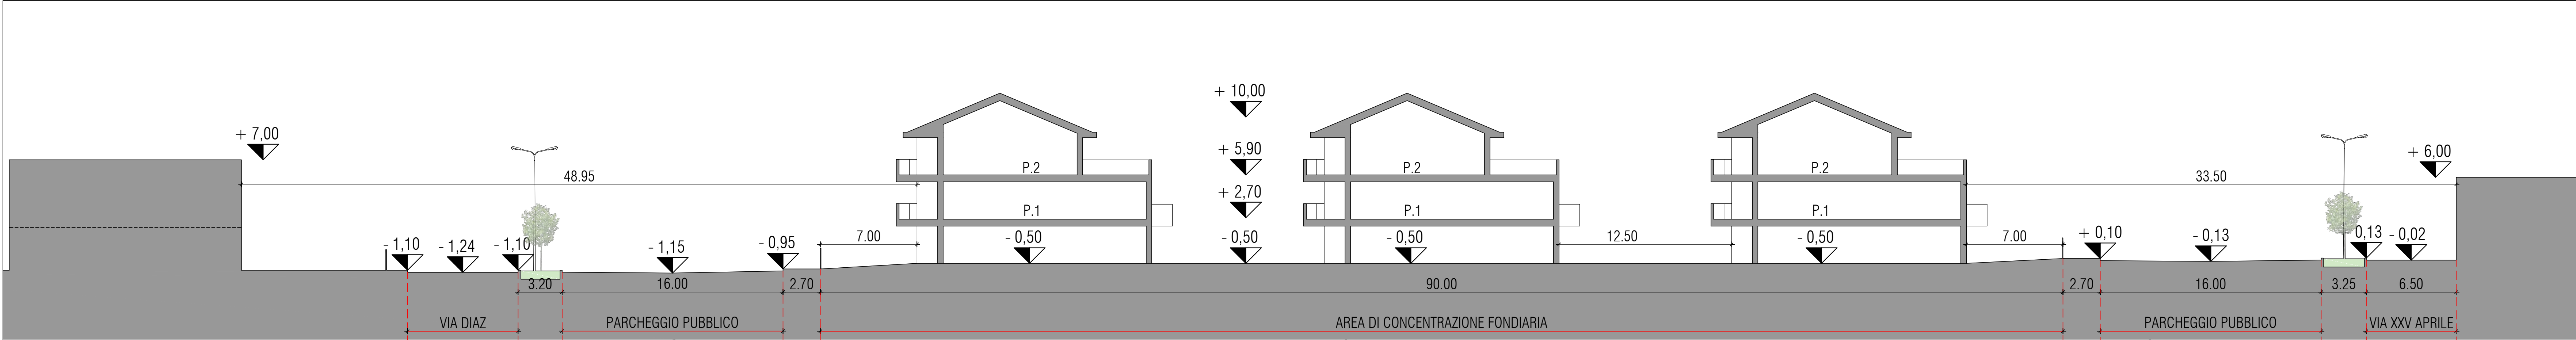 + 10,00
+ 7,00
+ 5,90
+ 6,00
P.2
P.2
P.2
48.95
33.50
+ 2,70
P.1
P.1
P.1
- 1,10
- 1,24
- 1,10
- 1,15
- 0,95
7.00
- 0,50
- 0,50
- 0,50
12.50
- 0,50
7.00
+ 0,10
- 0,13
0,13
- 0,02
3.20
16.00
2.70
90.00
2.70
16.00
3.25
6.50
VIA DIAZ
PARCHEGGIO PUBBLICO
AREA DI CONCENTRAZIONE FONDIARIA
PARCHEGGIO PUBBLICO
VIA XXV APRILE